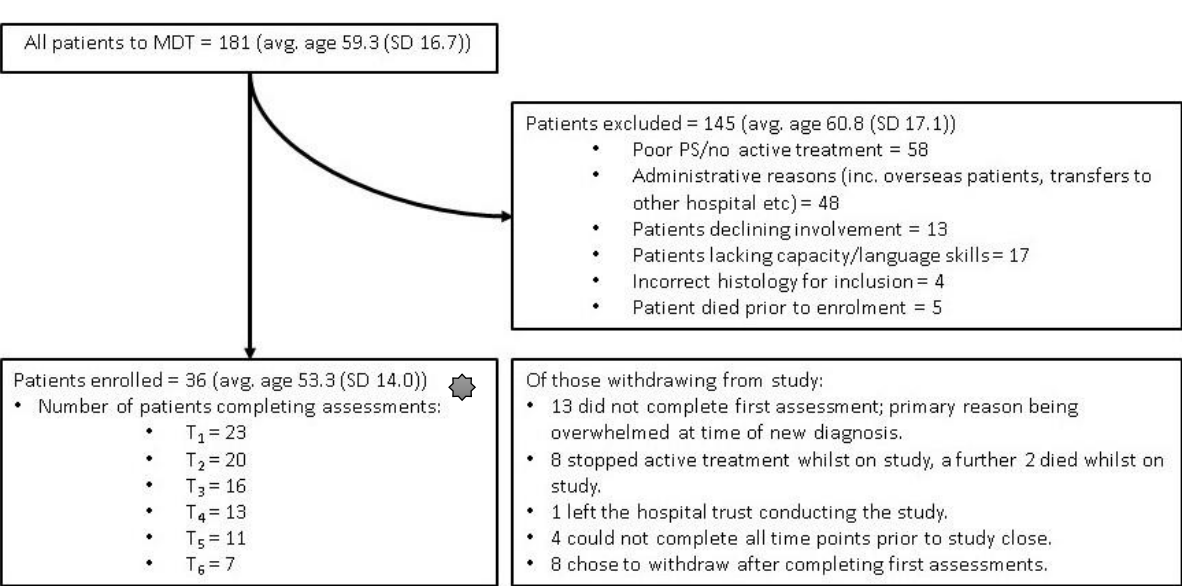 All patients to MDT = 181 (avg. age 59.3 (SD 16.7))
Patients excluded = 145 (avg. age 60.8 (SD 17.1))
• Poor PS/no active treatment = 58
• Administrative reasons (inc. overseas patients, transfers to
other hospital etc) = 48
• Patients declining involvement = 13
• Patients lacking capacity/language skills = 17
• Incorrect histology for inclusion = 4
• Patient died prior to enrolment = 5
Patients enrolled = 36 (avg. age 53.3 (SD 14.0))
• Number of patients completing assessments:
• T₁ = 23
• T₂ = 20
• T₃ = 16
• T₄ = 13
• T₅ = 11
• T₆ = 7
Of those withdrawing from study:
• 13 did not complete first assessment; primary reason being
overwhelmed at time of new diagnosis.
• 8 stopped active treatment whilst on study, a further 2 died whilst on
study.
• 1 left the hospital trust conducting the study.
• 4 could not complete all time points prior to study close.
• 8 chose to withdraw after completing first assessments.